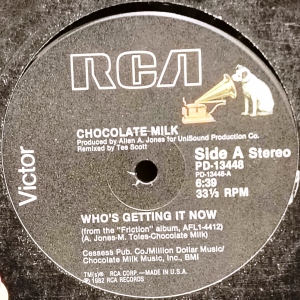 RCA
Victor
CHOCOLATE MILK
Produced by Allen A. Jones for UniSound Production Co.
Remixed by Tee Scott
Side A Stereo
PD-13448
PD-13448-A
6:39
33⅓ RPM
WHO'S GETTING IT NOW
(from the "Friction" album, AFL1-4412)
(A. Jones-M. Toles-Chocolate Milk)
Cessess Pub. Co./Million Dollar Music/
Chocolate Milk Music, Inc., BMI
TM(s)® RCA CORP.—MADE IN U.S.A.
℗ 1982 RCA RECORDS